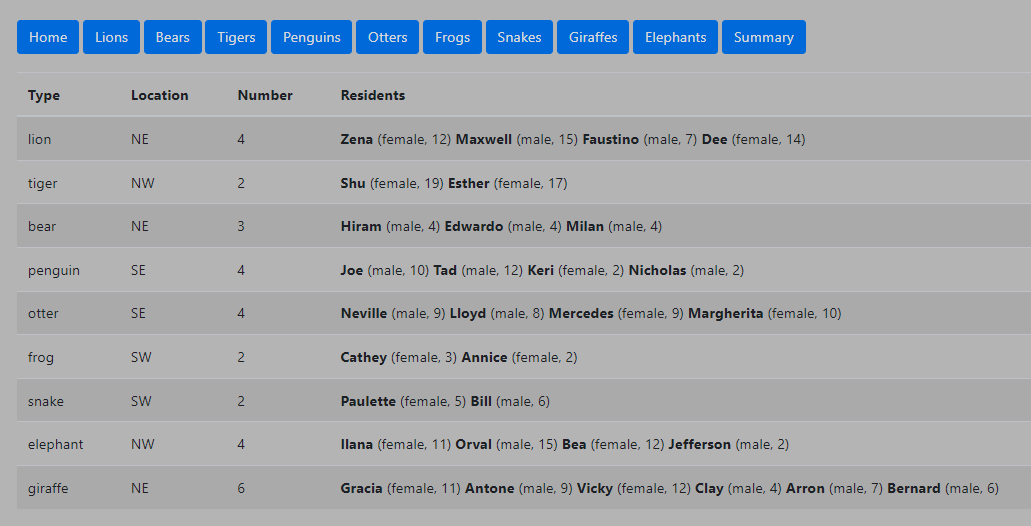 Home Lions Bears Tigers Penguins Otters Frogs Snakes Giraffes Elephants Summary
Type Location Number Residents
lion NE 4 Zena (female, 12) Maxwell (male, 15) Faustino (male, 7) Dee (female, 14)
tiger NW 2 Shu (female, 19) Esther (female, 17)
bear NE 3 Hiram (male, 4) Edwardo (male, 4) Milan (male, 4)
penguin SE 4 Joe (male, 10) Tad (male, 12) Keri (female, 2) Nicholas (male, 2)
otter SE 4 Neville (male, 9) Lloyd (male, 8) Mercedes (female, 9) Margherita (female, 10)
frog SW 2 Cathey (female, 3) Annice (female, 2)
snake SW 2 Paulette (female, 5) Bill (male, 6)
elephant NW 4 Ilana (female, 11) Orval (male, 15) Bea (female, 12) Jefferson (male, 2)
giraffe NE 6 Gracia (female, 11) Antone (male, 9) Vicky (female, 12) Clay (male, 4) Arron (male, 7) Bernard (male, 6)